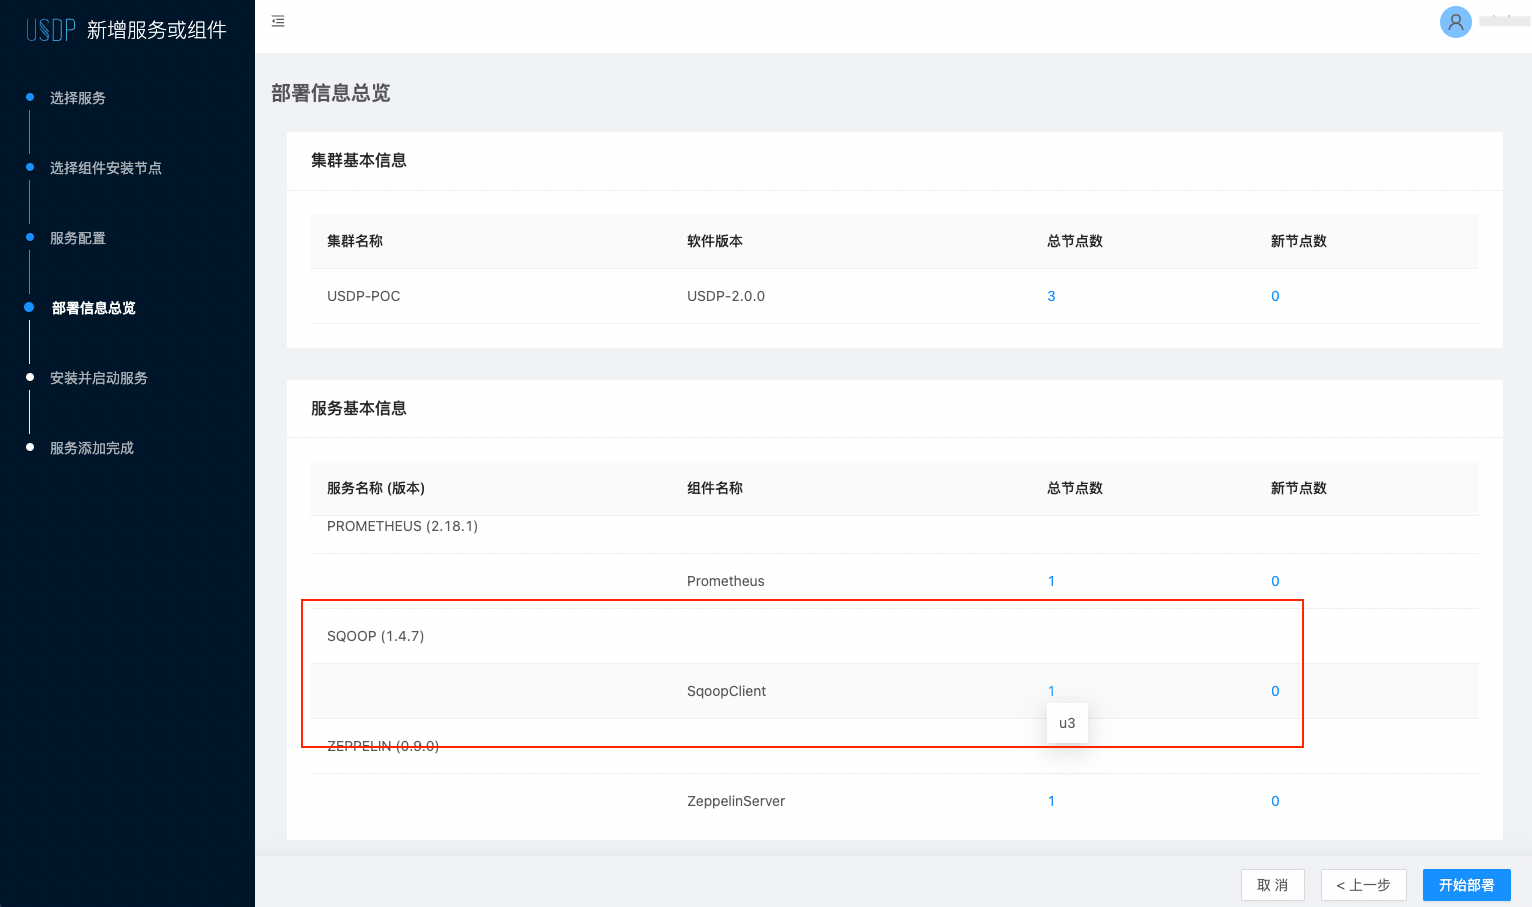 USDP 新增服务或组件
选择服务
选择组件安装节点
服务配置
部署信息总览
安装并启动服务
服务添加完成
部署信息总览
集群基本信息
集群名称 软件版本 总节点数 新节点数
USDP-POC USDP-2.0.0 3 0
服务基本信息
服务名称 (版本) 组件名称 总节点数 新节点数
PROMETHEUS (2.18.1)
Prometheus 1 0
SQOOP (1.4.7)
SqoopClient 1 0
u3
ZEPPELIN (0.9.0)
ZeppelinServer 1 0
取 消 < 上一步 开始部署